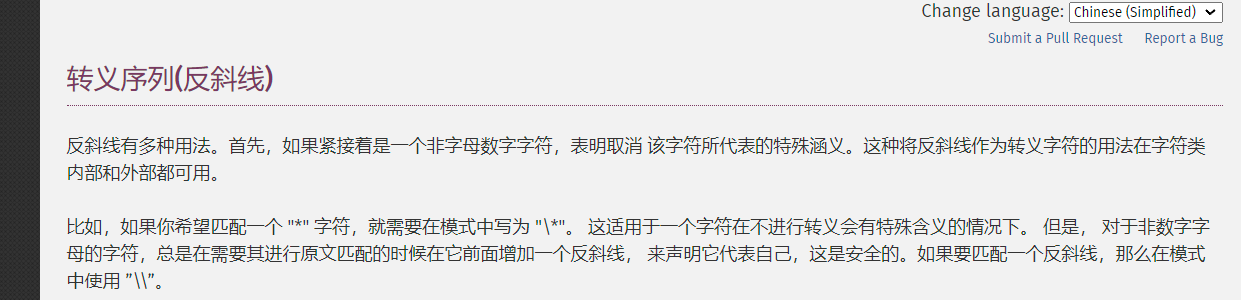 Change language: Chinese (Simplified)
Submit a Pull Request Report a Bug
转义序列(反斜线)
反斜线有多种用法。首先，如果紧接着是一个非字母数字字符，表明取消 该字符所代表的特殊涵义。这种将反斜线作为转义字符的用法在字符类
内部和外部都可用。
比如，如果你希望匹配一个 "*" 字符，就需要在模式中写为 "\*"。 这适用于一个字符在不进行转义会有特殊含义的情况下。 但是， 对于非数字字
母的字符，总是在需要其进行原文匹配的时候在它前面增加一个反斜线， 来声明它代表自己，这是安全的。如果要匹配一个反斜线，那么在模式
中使用 ”\\”。